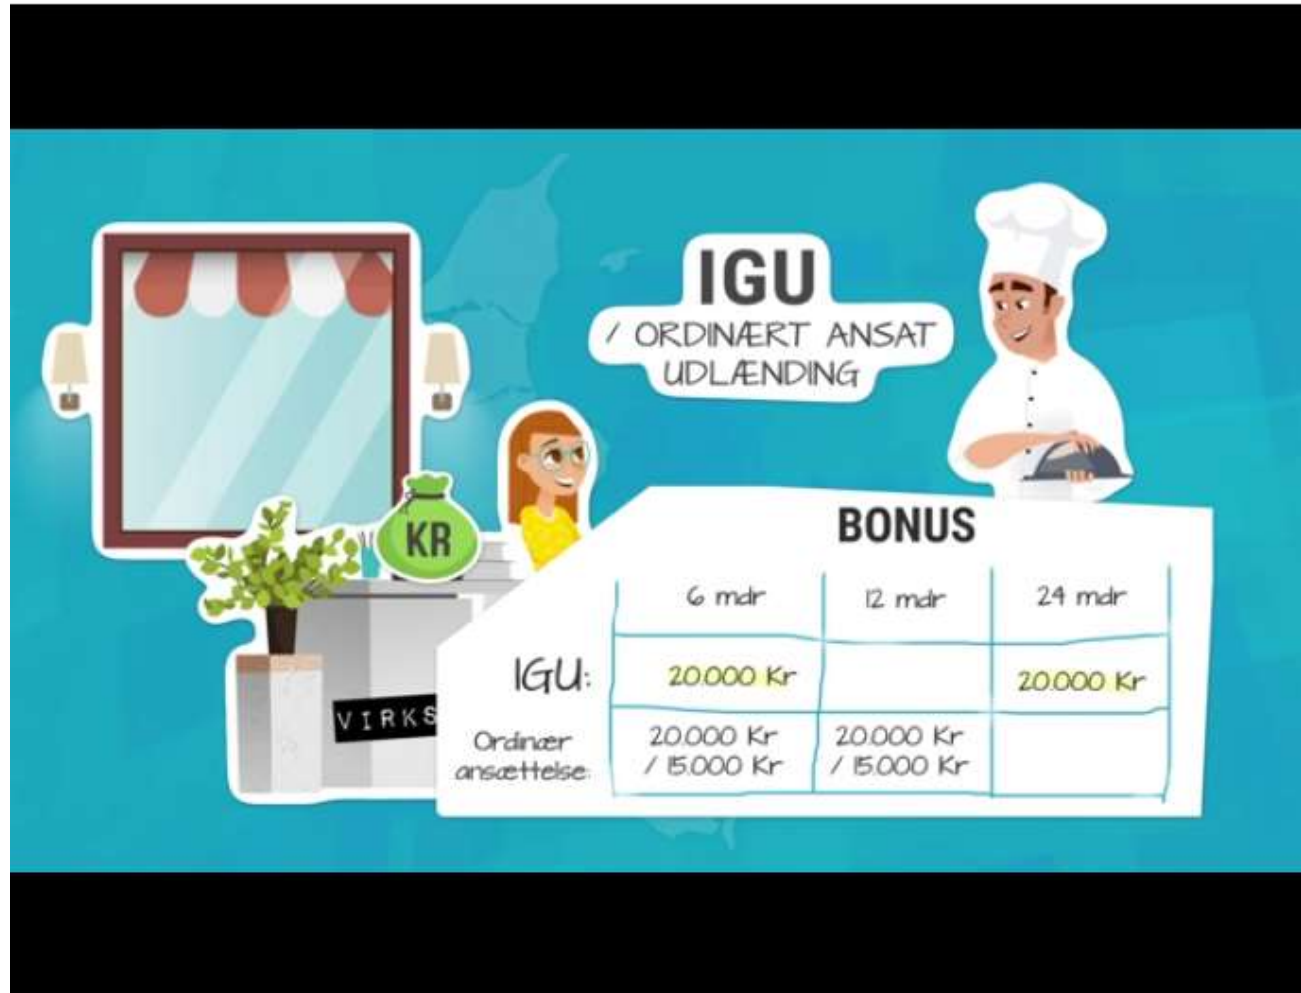 IGU
/ ORDINÆRT ANSAT
UDLÆNDING
KR
VIRKS
BONUS
6 mdr 12 mdr 24 mdr
IGU: 20.000 Kr 20.000 Kr
Ordinær ansættelse: 20.000 Kr / 15.000 Kr 20.000 Kr / 15.000 Kr